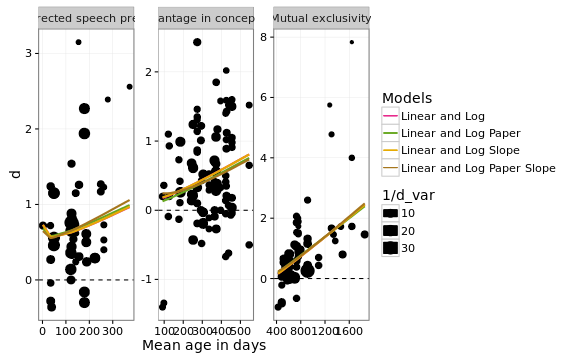 rected speech pre
antage in concep
Mutual exclusivity
3
2
1
0
2
1
0
-1
8
6
4
2
0
d
0 100 200 300
100 200 300 400 500
400 800 1200 1600
Mean age in days
Models
Linear and Log
Linear and Log Paper
Linear and Log Slope
Linear and Log Paper Slope
1/d_var
10
20
30